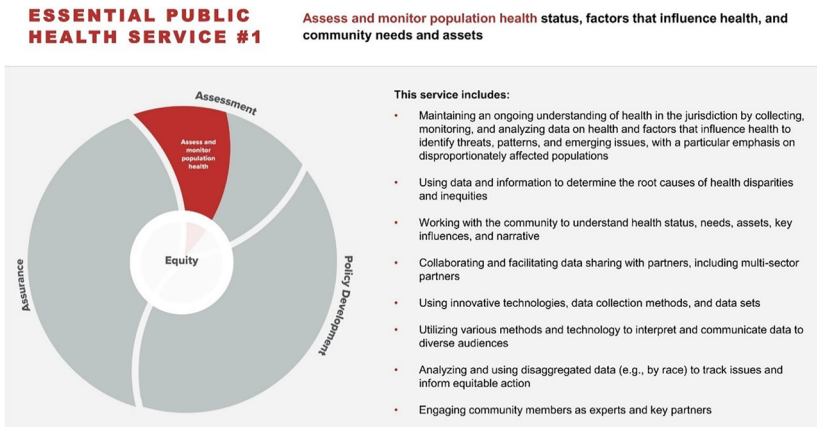 ESSENTIAL PUBLIC
HEALTH SERVICE #1
Assess and monitor population health status, factors that influence health, and
community needs and assets
Assessment
Assess and
monitor
population
health
Equity
Assurance
Policy Development
This service includes:
• Maintaining an ongoing understanding of health in the jurisdiction by collecting,
monitoring, and analyzing data on health and factors that influence health to
identify threats, patterns, and emerging issues, with a particular emphasis on
disproportionately affected populations
• Using data and information to determine the root causes of health disparities
and inequities
• Working with the community to understand health status, needs, assets, key
influences, and narrative
• Collaborating and facilitating data sharing with partners, including multi-sector
partners
• Using innovative technologies, data collection methods, and data sets
• Utilizing various methods and technology to interpret and communicate data to
diverse audiences
• Analyzing and using disaggregated data (e.g., by race) to track issues and
inform equitable action
• Engaging community members as experts and key partners